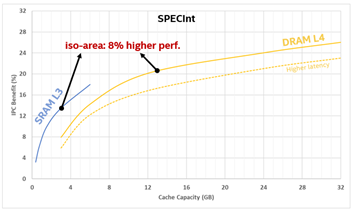 SPECInt
iso-area: 8% higher perf.
DRAM L4
Higher latency
SRAM L3
IPC Benefit (%)
32
28
24
20
16
12
8
4
0
0 4 8 12 16 20 24 28 32
Cache Capacity (GB)